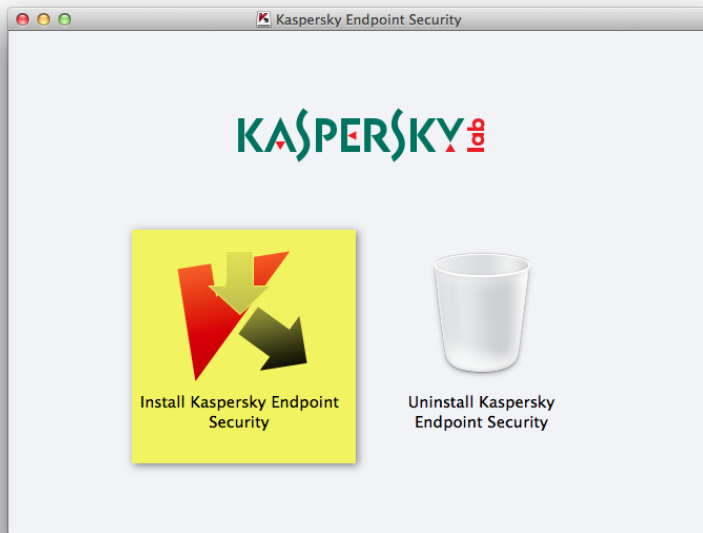 Kaspersky Endpoint Security
KASPERSKY lab
Install Kaspersky Endpoint
Security
Uninstall Kaspersky
Endpoint Security